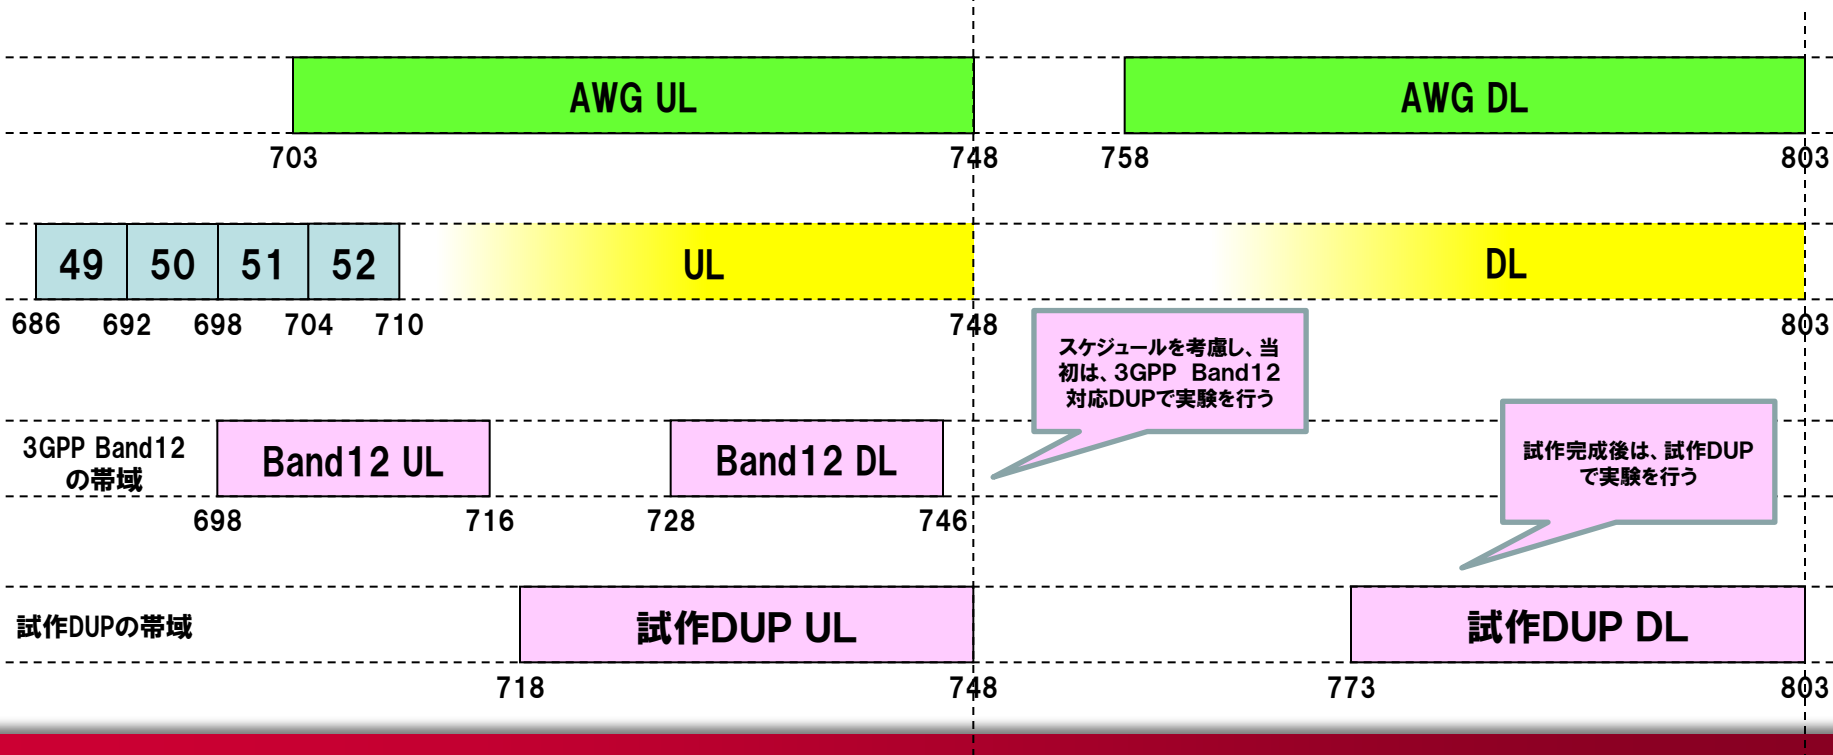 AWG UL
AWG DL
703
748
758
803
49
50
51
52
UL
DL
686
692
698
704
710
748
803
スケジュールを考慮し、当
初は、3GPP Band12
対応DUPで実験を行う
3GPP Band12
の帯域
Band12 UL
Band12 DL
試作完成後は、試作DUP
で実験を行う
698
716
728
746
試作DUPの帯域
試作DUP UL
試作DUP DL
718
748
773
803